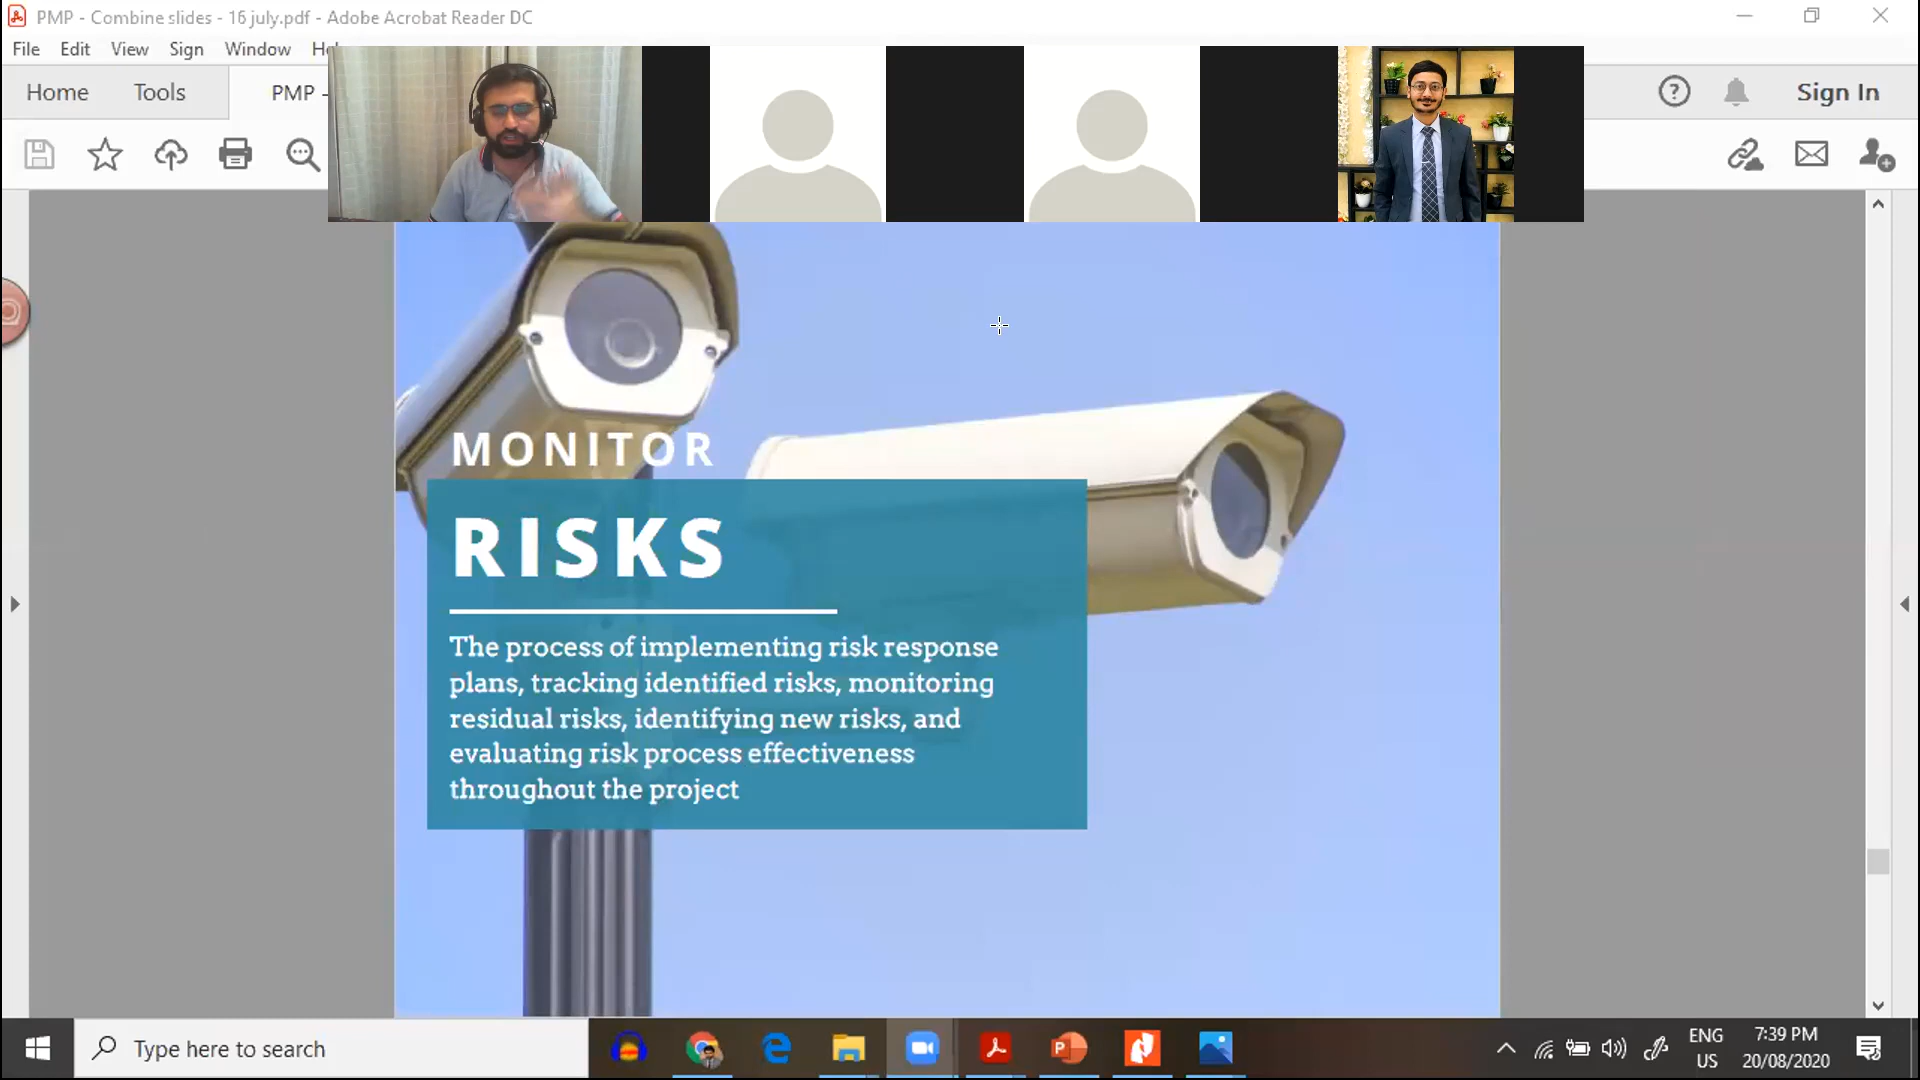 PMP - Combine slides - 16 july.pdf - Adobe Acrobat Reader DC
File Edit View Sign Window
Home Tools PMP - Sign In
MONITOR
RISKS
The process of implementing risk response
plans, tracking identified risks, monitoring
residual risks, identifying new risks, and
evaluating risk process effectiveness
throughout the project
Type here to search
ENG
US
7:39 PM
20/08/2020